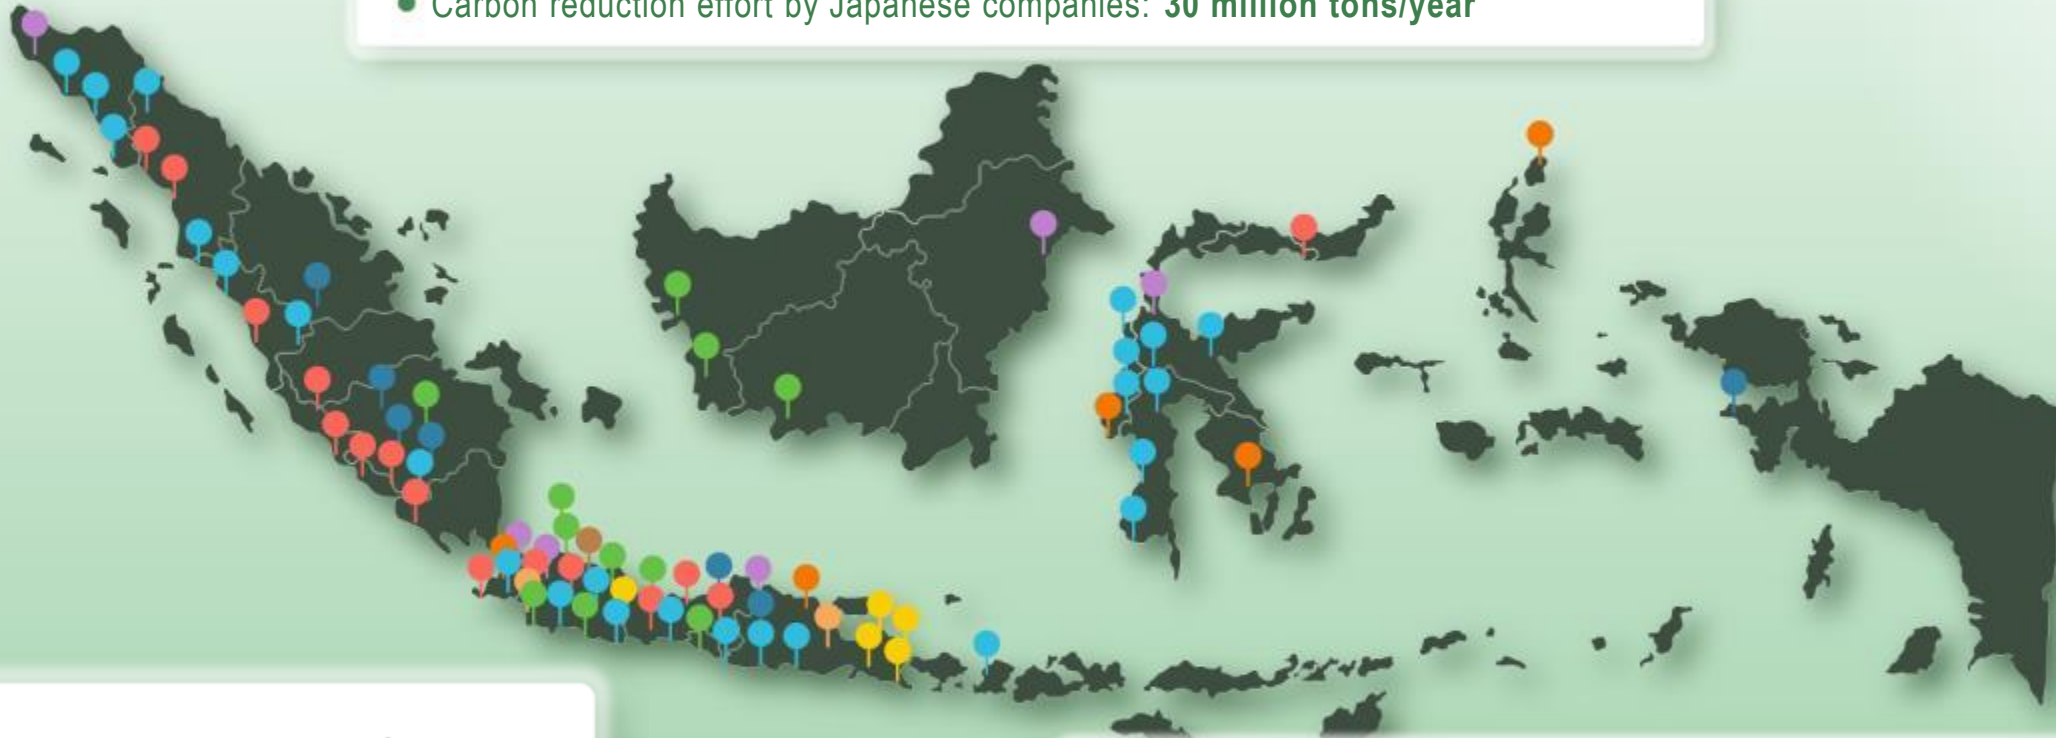 • Carbon reduction effort by Japanese companies: 30 million tons/year